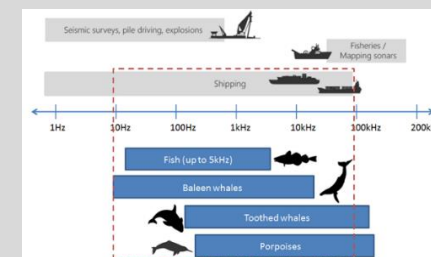 Seismic surveys, pile driving, explosions
Fisheries /
Mapping sonars
Shipping
1Hz 10Hz 100Hz 1kHz 10kHz 100kHz 200k
Fish (up to 5kHz)
Baleen whales
Toothed whales
Porpoises